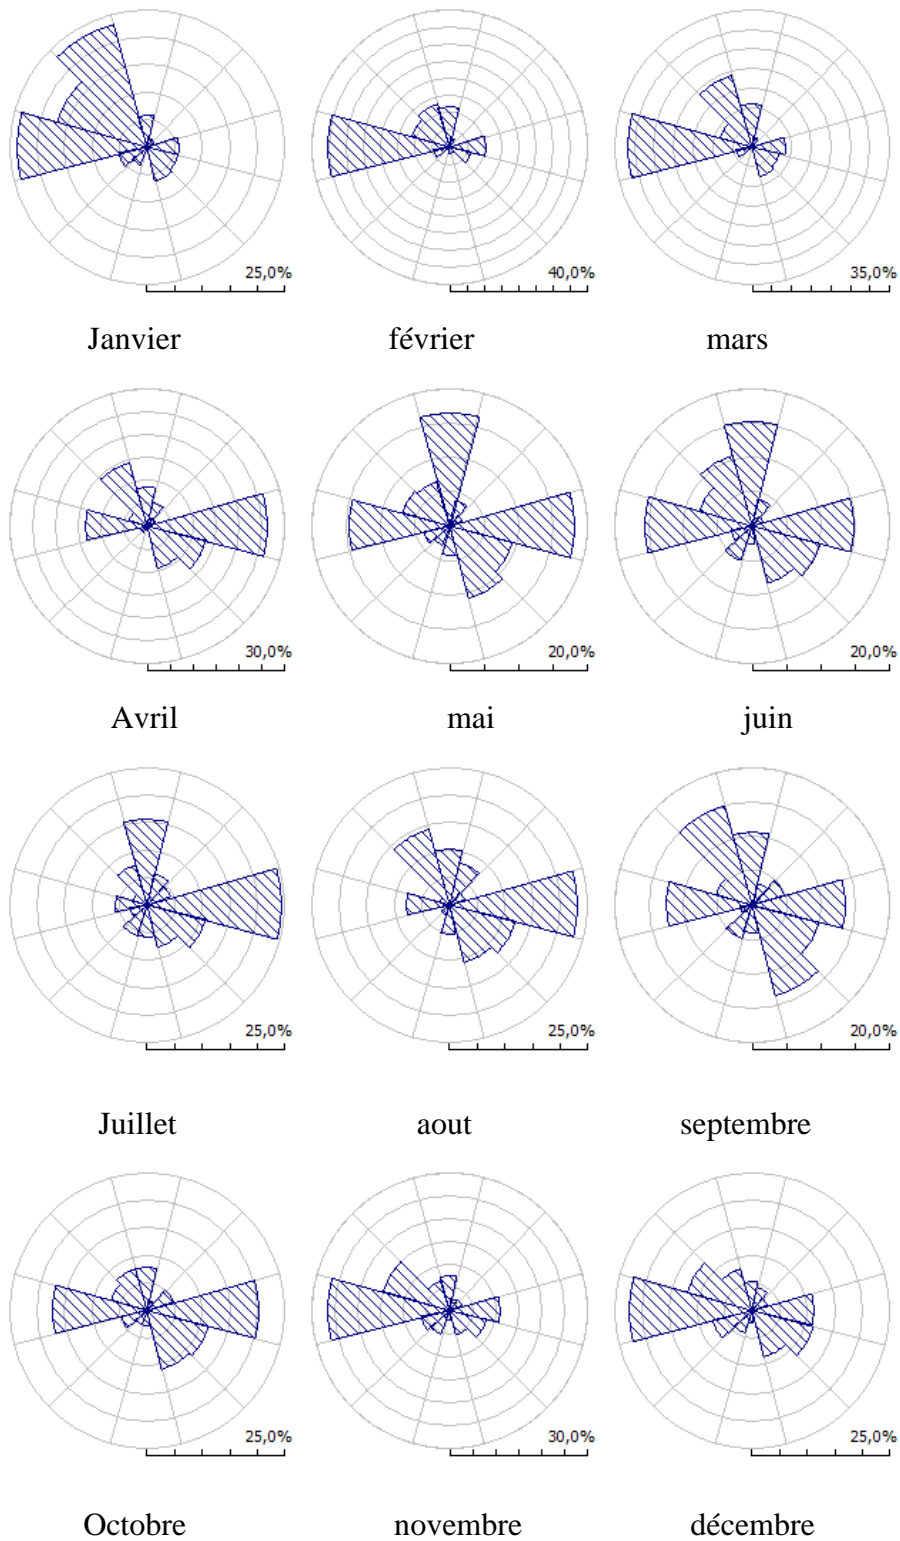 25,0% 40,0% 35,0%
Janvier février mars
30,0% 20,0% 20,0%
Avril mai juin
25,0% 25,0% 20,0%
Juillet aout septembre
25,0% 30,0% 25,0%
Octobre novembre décembre